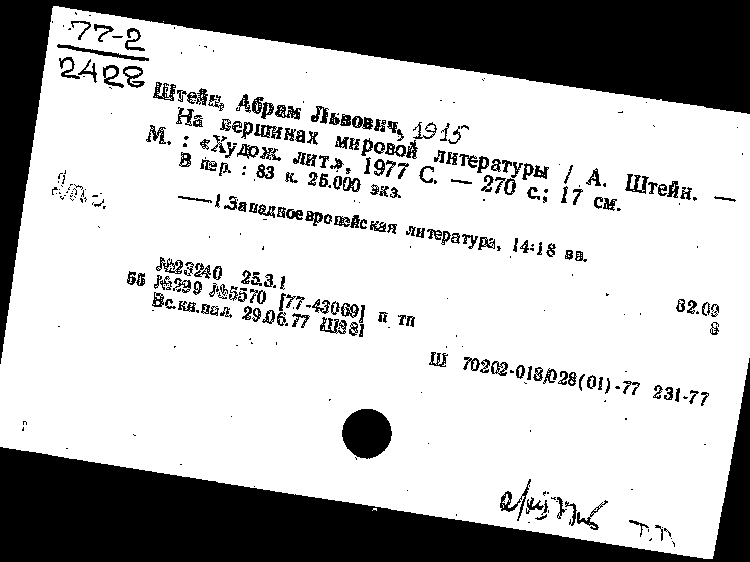 77-2
2428
Штейн, Абрам Львович, 1915
На вершинах мировой литературы / А. Штейн. —
М. : «Худож. лит.», 1977 С. — 270 с.; 17 см.
В пер. : 83 к. 25.000 экз.
—1.Западноевропейская литература, 14-18 вв.
№23240 25.3.1
82.09
55 №299 №5570 [77-43069] п тп
8
Вс.кн.пал. 29.06.77 Ш381
Ш 70202-018/028(01)-77 231-77